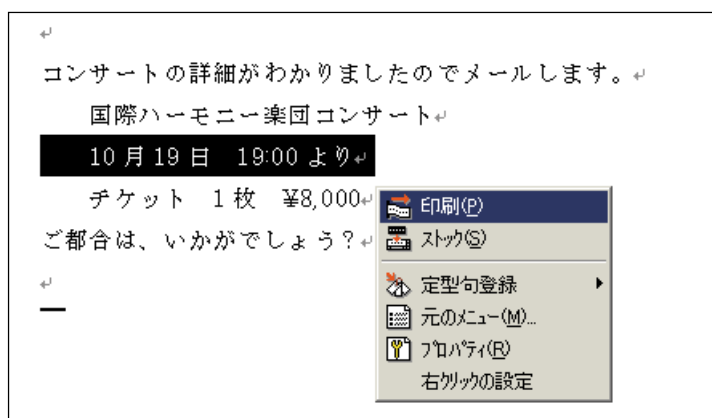 コンサートの詳細がわかりましたのでメールします。
国際ハーモニー楽団コンサート
10月19日 19:00より
チケット 1枚 ¥8,000
ご都合は、いかがでしょう？
印刷(P)
ストック(S)
定型句登録
元のメニュー(M)...
プロパティ(R)
右クリックの設定